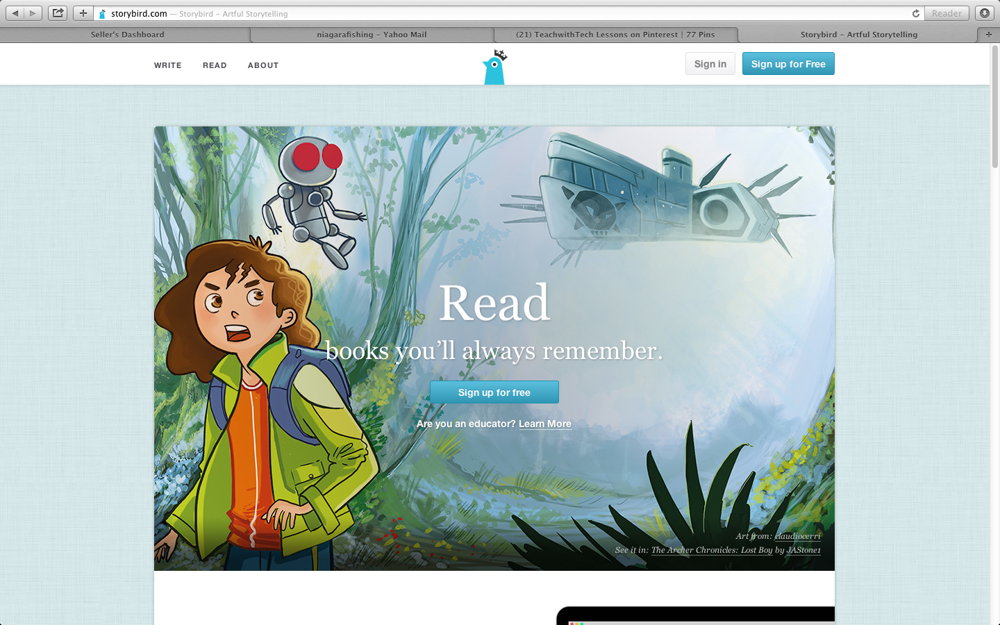 storybird.com — Storybird – Artful Storytelling
Reader
Seller's Dashboard
niagarafishing – Yahoo Mail
(21) TeachwithTech Lessons on Pinterest | 77 Pins
Storybird – Artful Storytelling
WRITE READ ABOUT
Sign in
Sign up for Free
Read
books you'll always remember.
Sign up for free
Are you an educator? Learn More
Art from: claudiocerri
See it in: The Archer Chronicles: Lost Boy by JAStone1